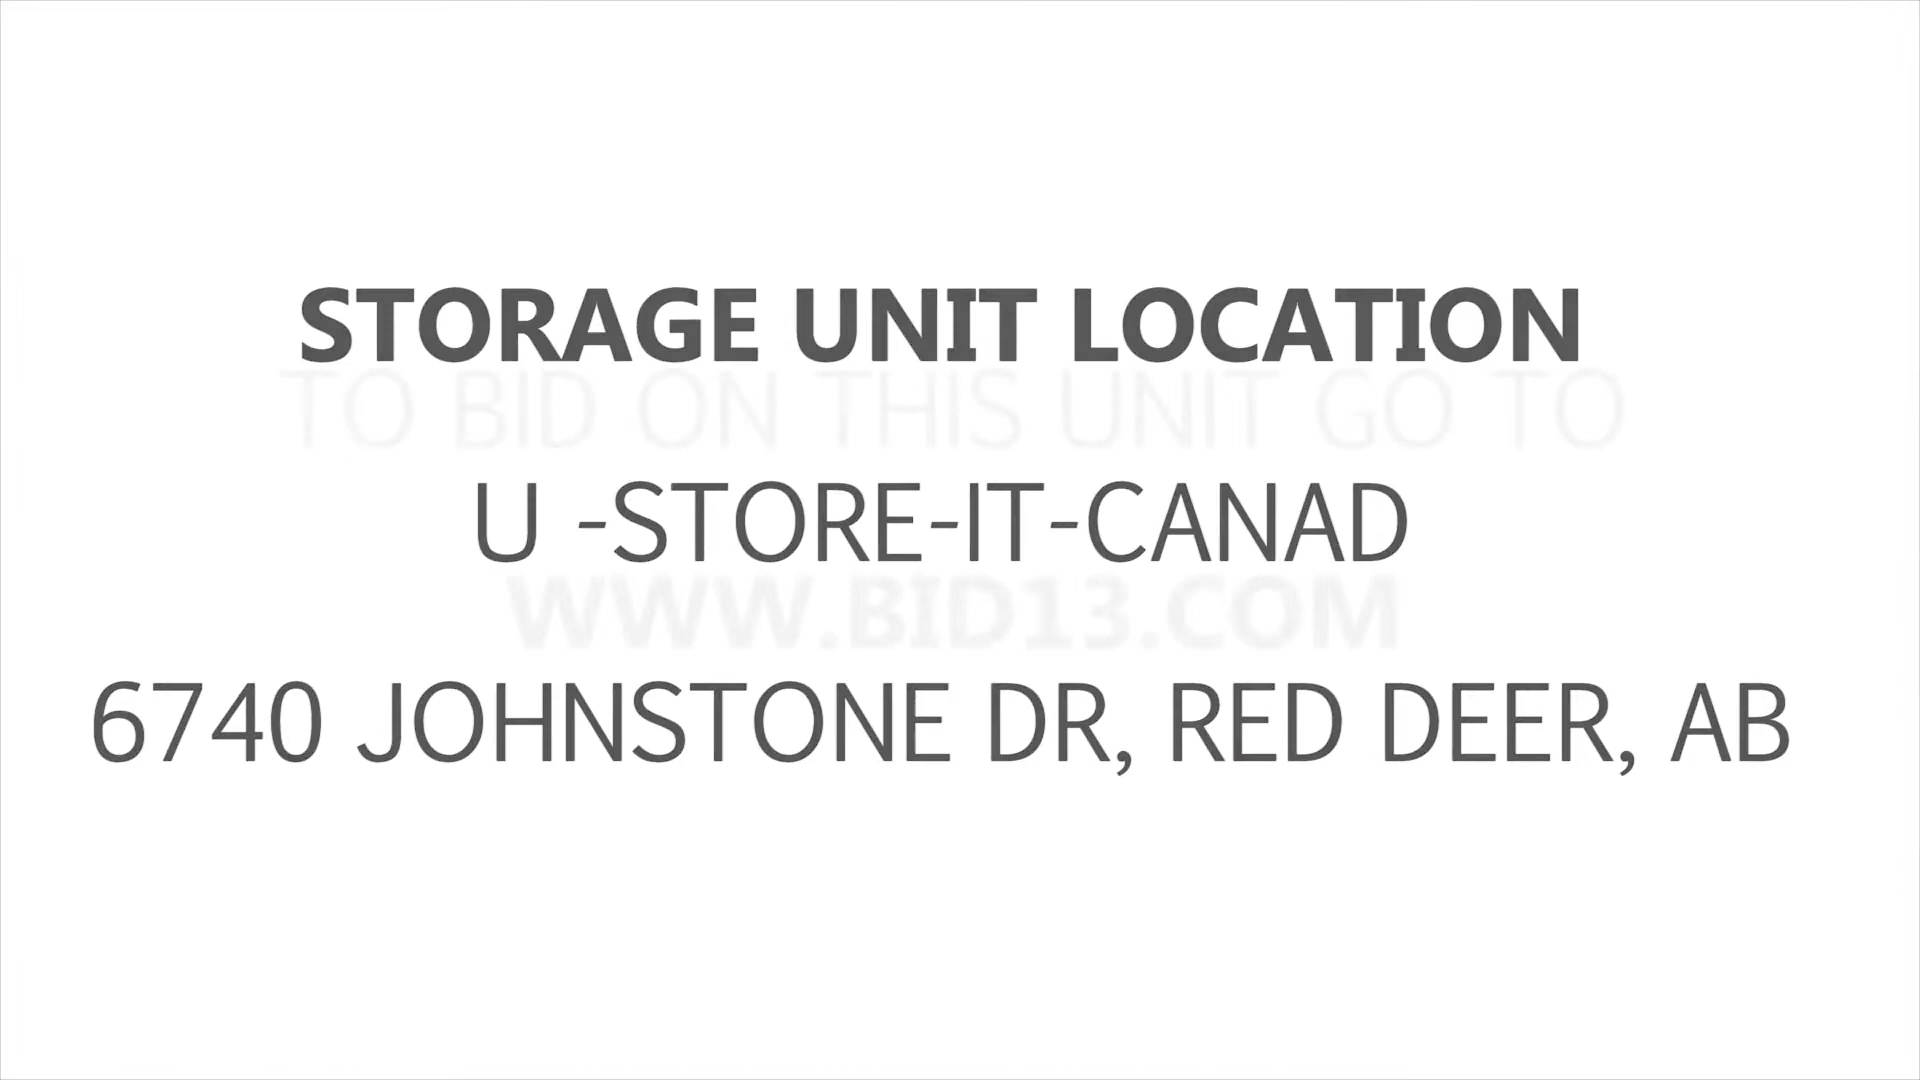 STORAGE UNIT LOCATION
TO BID ON THIS UNIT GO TO
U -STORE-IT-CANAD
WWW.BID13.COM
6740 JOHNSTONE DR, RED DEER, AB